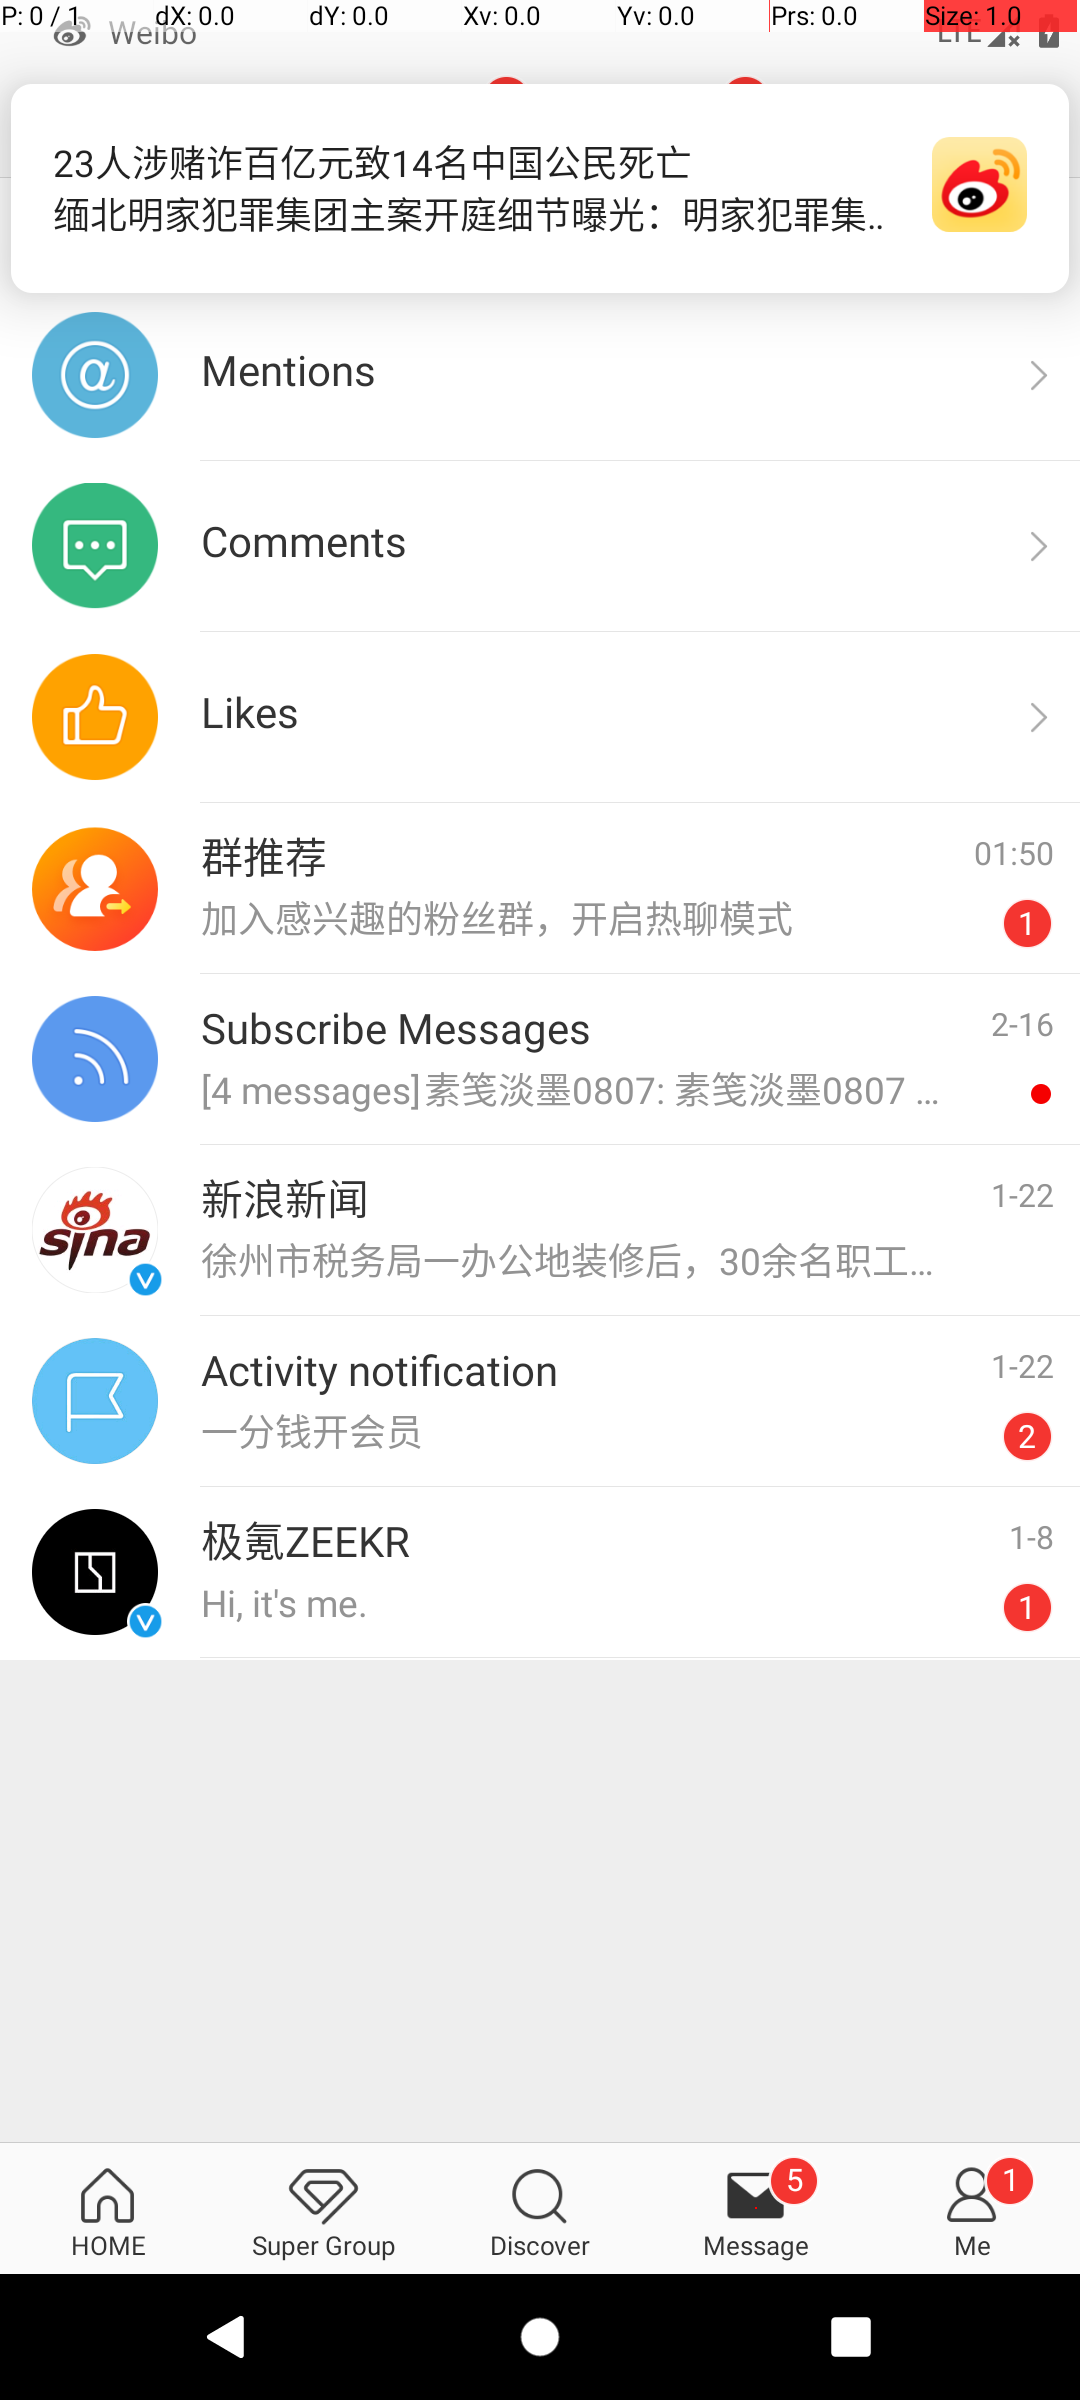 P: 0 / 1 dX: 0.0 dY: 0.0 Xv: 0.0 Yv: 0.0 Prs: 0.0 Size: 1.0
Weibo LTE
23人涉赌诈百亿元致14名中国公民死亡
缅北明家犯罪集团主案开庭细节曝光：明家犯罪集..
Mentions
Comments
Likes
群推荐 01:50
加入感兴趣的粉丝群，开启热聊模式 1
Subscribe Messages 2-16
[4 messages]素笺淡墨0807: 素笺淡墨0807 ...
sina
新浪新闻 1-22
徐州市税务局一办公地装修后，30余名职工...
Activity notification 1-22
一分钱开会员 2
极氪ZEEKR 1-8
Hi, it's me. 1
5 1
HOME Super Group Discover Message Me